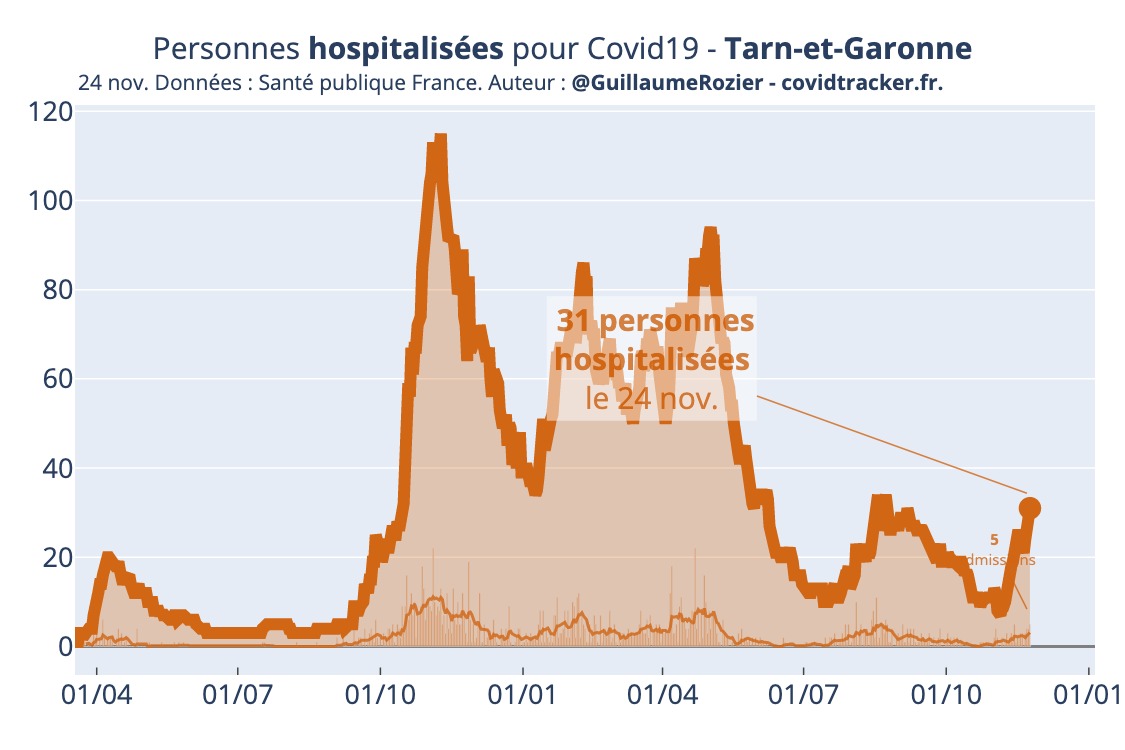 Personnes hospitalisées pour Covid19 - Tarn-et-Garonne
24 nov. Données : Santé publique France. Auteur : @GuillaumeRozier - covidtracker.fr.
120
100
80
60
40
20
0
31 personnes
hospitalisées
le 24 nov.
5
dmissions
01/04 01/07 01/10 01/01 01/04 01/07 01/10 01/01